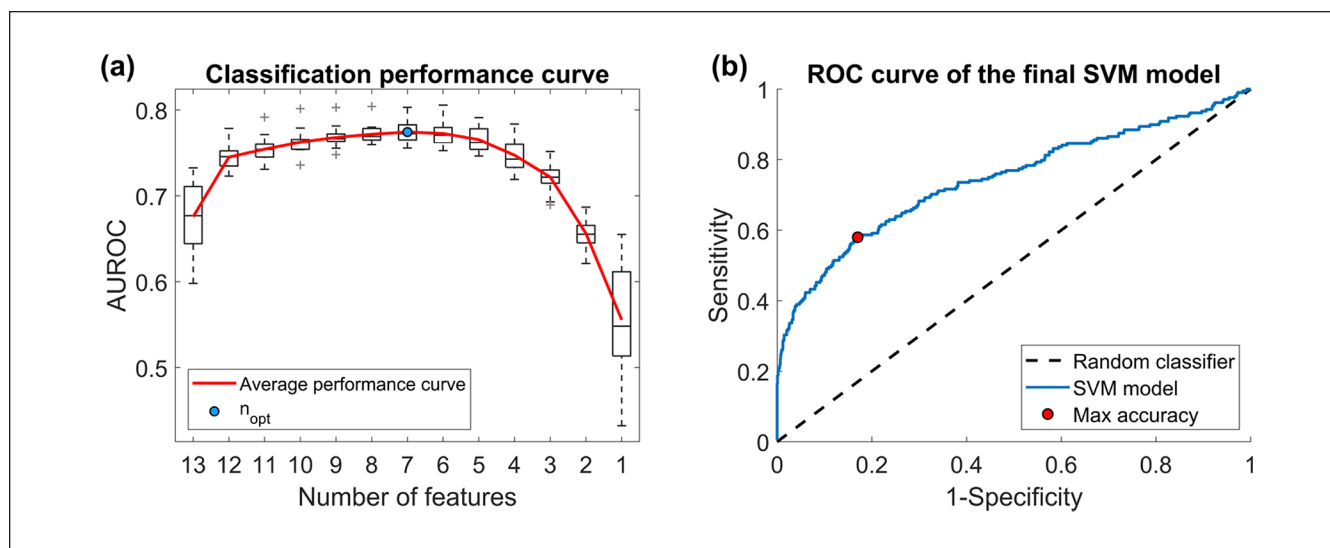 (a)
Classification performance curve
AUROC
0.8
0.7
0.6
0.5
Average performance curve
n_opt
13 12 11 10 9 8 7 6 5 4 3 2 1
Number of features
(b)
ROC curve of the final SVM model
Sensitivity
1
0.8
0.6
0.4
0.2
0
Random classifier
SVM model
Max accuracy
0 0.2 0.4 0.6 0.8 1
1-Specificity